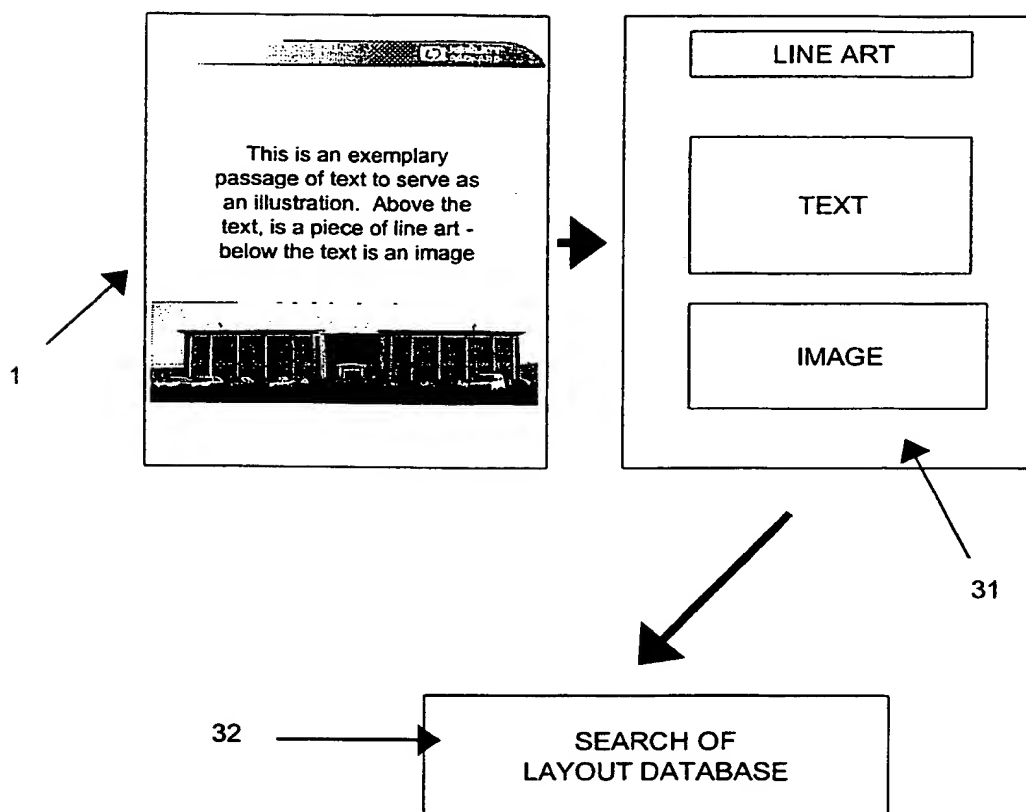 LINE ART
This is an exemplary
passage of text to serve as
an illustration. Above the
text, is a piece of line art -
below the text is an image
TEXT
IMAGE
1
31
32
SEARCH OF
LAYOUT DATABASE